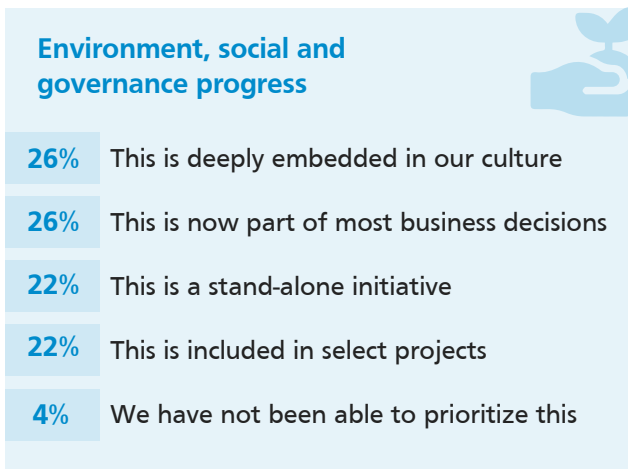 Environment, social and
governance progress
26% This is deeply embedded in our culture
26% This is now part of most business decisions
22% This is a stand-alone initiative
22% This is included in select projects
4% We have not been able to prioritize this